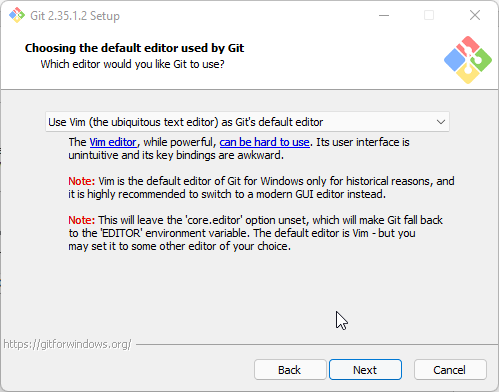 Git 2.35.1.2 Setup
Choosing the default editor used by Git
Which editor would you like Git to use?
Use Vim (the ubiquitous text editor) as Git's default editor
The Vim editor, while powerful, can be hard to use. Its user interface is
unintuitive and its key bindings are awkward.
Note: Vim is the default editor of Git for Windows only for historical reasons, and
it is highly recommended to switch to a modern GUI editor instead.
Note: This will leave the 'core.editor' option unset, which will make Git fall back
to the 'EDITOR' environment variable. The default editor is Vim - but you
may set it to some other editor of your choice.
https://gitforwindows.org/
Back
Next
Cancel